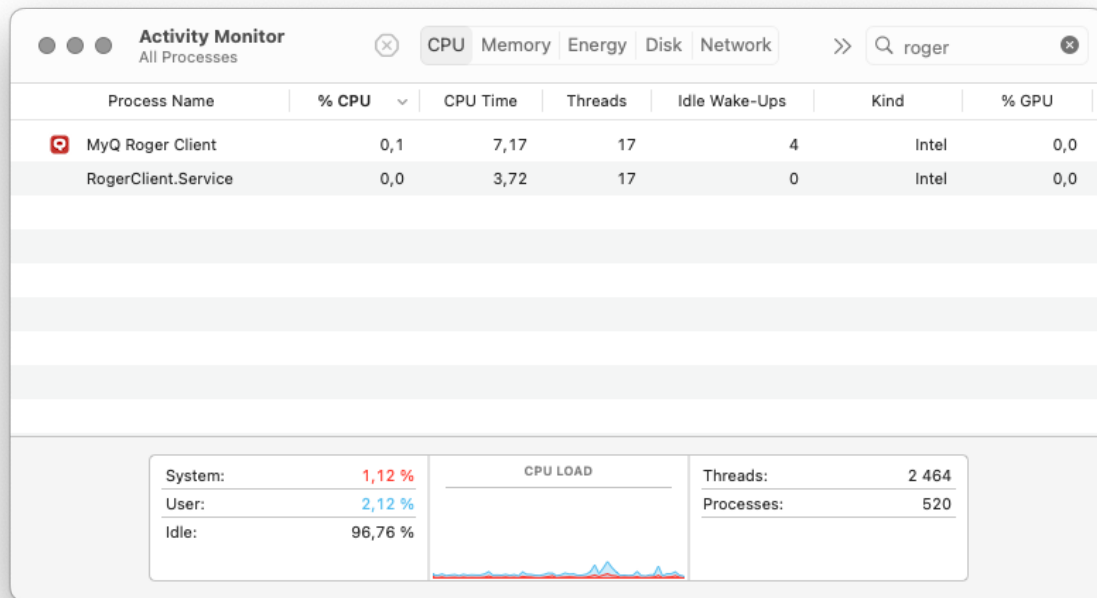 Activity Monitor
All Processes
CPU Memory Energy Disk Network
roger
Process Name % CPU CPU Time Threads Idle Wake-Ups Kind % GPU
MyQ Roger Client 0,1 7,17 17 4 Intel 0,0
RogerClient.Service 0,0 3,72 17 0 Intel 0,0
System: 1,12 %
User: 2,12 %
Idle: 96,76 %
CPU LOAD
Threads: 2 464
Processes: 520